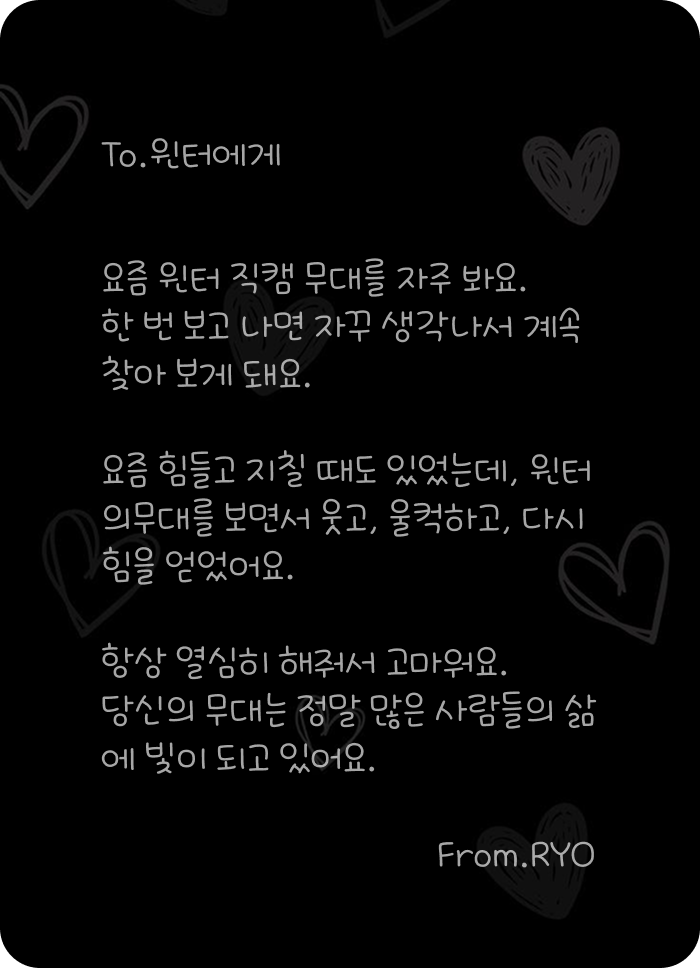 To.윈터에게
요즘 윈터 직캠 무대를 자주 봐요.
한 번 보고 나면 자꾸 생각나서 계속
찾아 보게 돼요.
요즘 힘들고 지칠 때도 있었는데, 윈터
의무대를 보면서 웃고, 울컥하고, 다시
힘을 얻었어요.
항상 열심히 해줘서 고마워요.
당신의 무대는 정말 많은 사람들의 삶
에 빛이 되고 있어요.
From.RYO